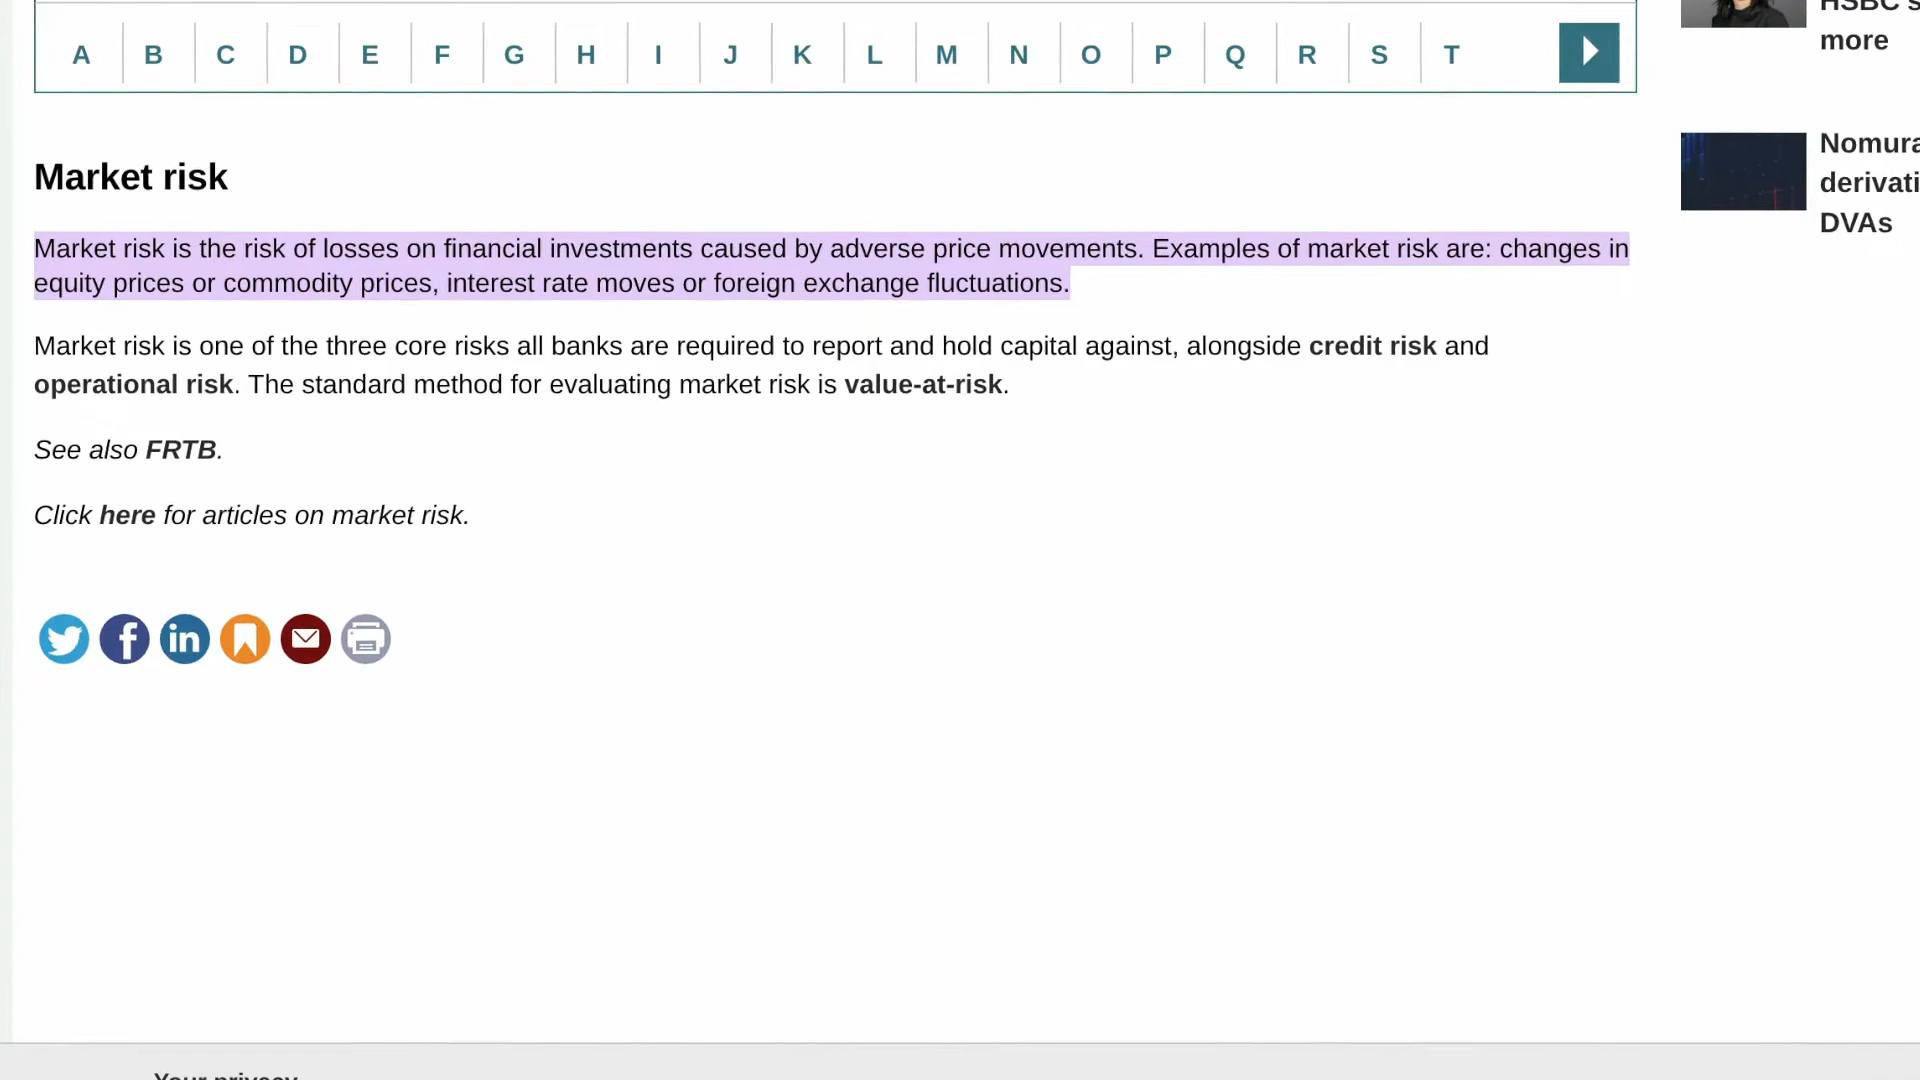 A B C D E F G H I J K L M N O P Q R S T
Market risk
Market risk is the risk of losses on financial investments caused by adverse price movements. Examples of market risk are: changes in
equity prices or commodity prices, interest rate moves or foreign exchange fluctuations.
Market risk is one of the three core risks all banks are required to report and hold capital against, alongside credit risk and
operational risk. The standard method for evaluating market risk is value-at-risk.
See also FRTB.
Click here for articles on market risk.
HSBC's
more
DVAs
Your privacy